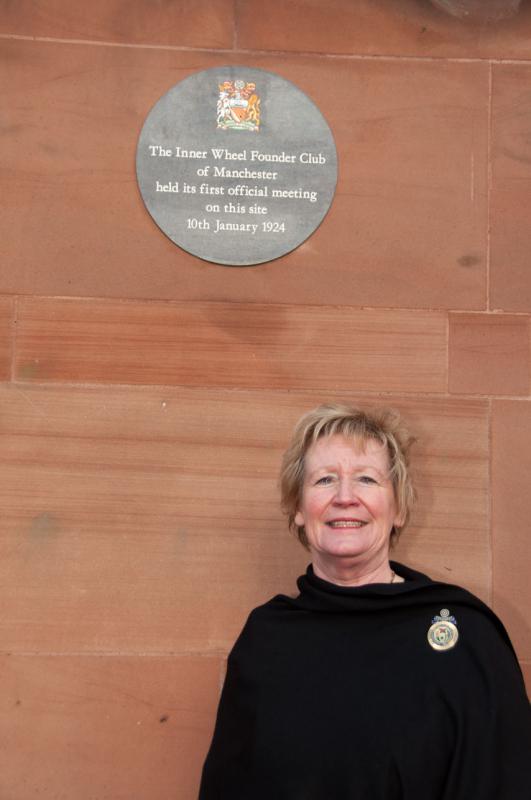 The Inner Wheel Founder Club
of Manchester
held its first official meeting
on this site
10th January 1924